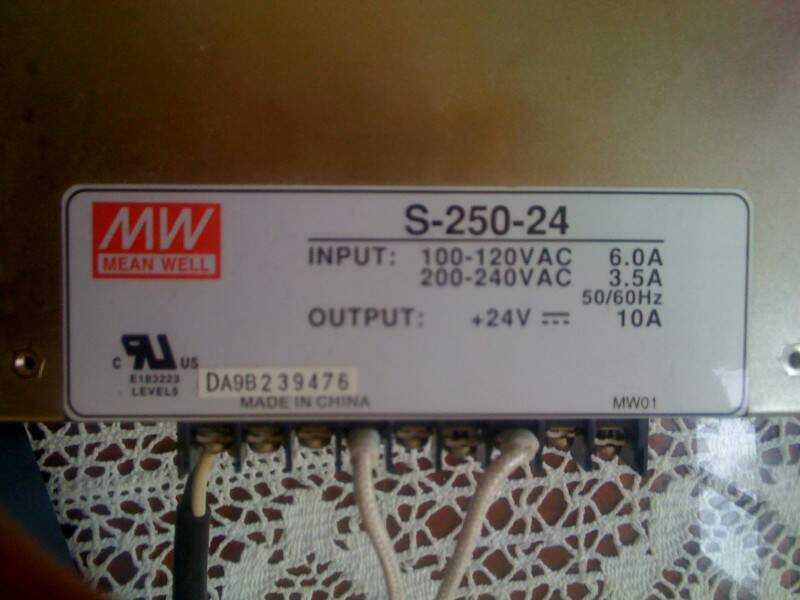 MW
MEAN WELL
S-250-24
INPUT: 100-120VAC 6.0A
200-240VAC 3.5A
50/60Hz
OUTPUT: +24V 10A
C RU US
E183223
LEVEL5
DA9B239476
MADE IN CHINA
MW01